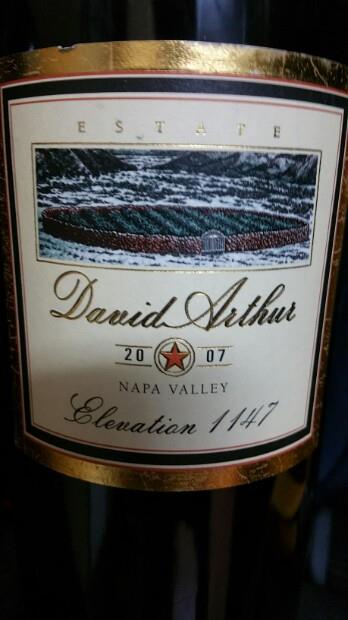 ESTATE
David Arthur
20 07
NAPA VALLEY
Elevation 1147